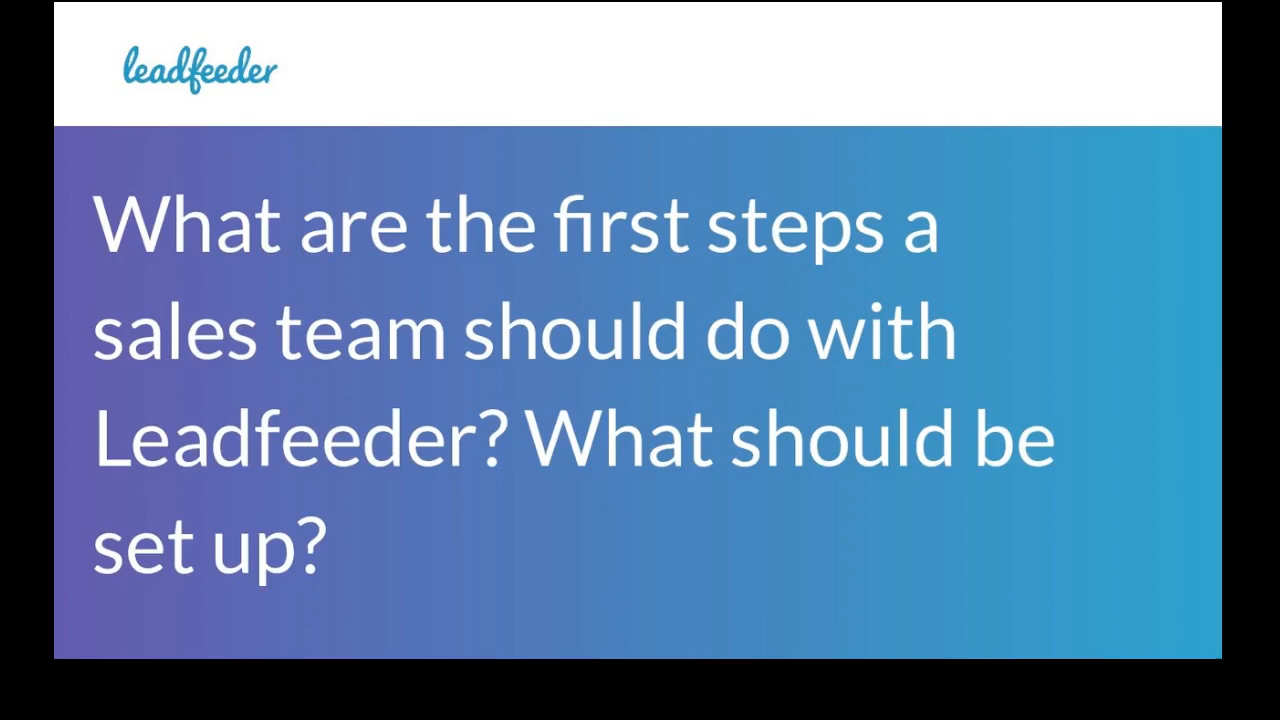 leadfeeder
What are the first steps a
sales team should do with
Leadfeeder? What should be
set up?